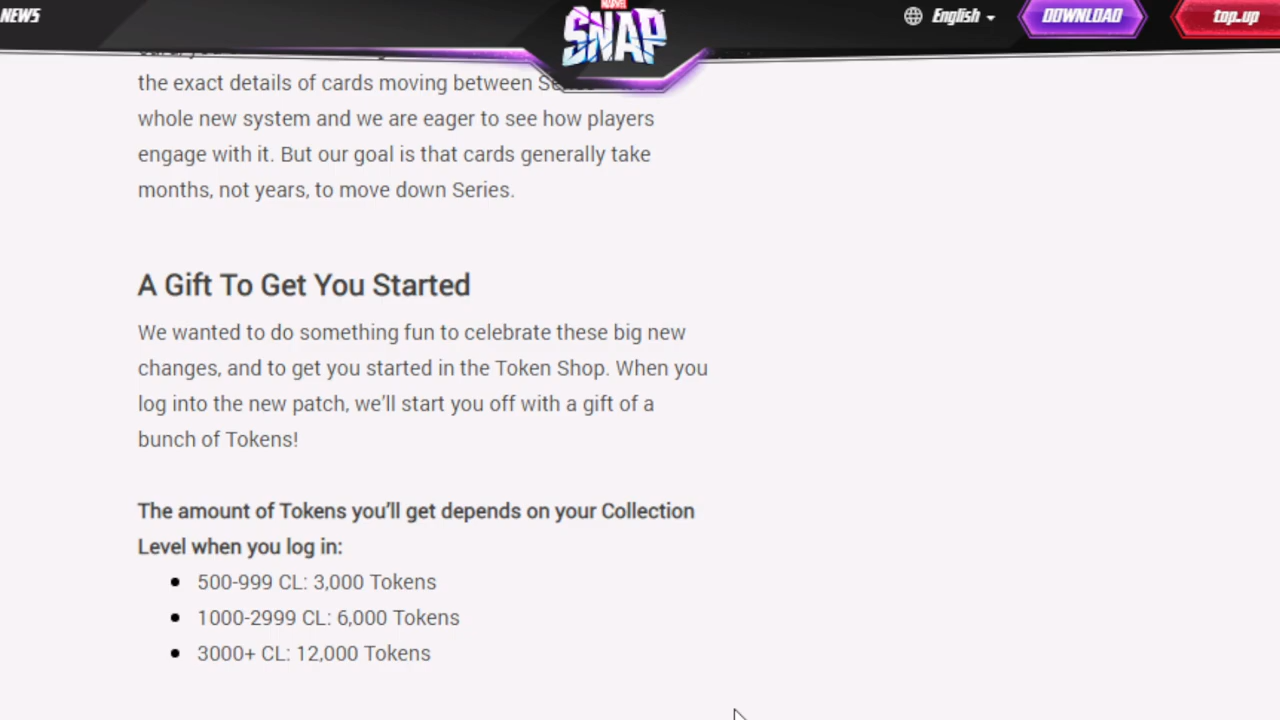 NEWS
MARVEL
SNAP
English
DOWNLOAD
top_up
the exact details of cards moving between
whole new system and we are eager to see how players
engage with it. But our goal is that cards generally take
months, not years, to move down Series.
A Gift To Get You Started
We wanted to do something fun to celebrate these big new
changes, and to get you started in the Token Shop. When you
log into the new patch, we’ll start you off with a gift of a
bunch of Tokens!
The amount of Tokens you’ll get depends on your Collection
Level when you log in:
500-999 CL: 3,000 Tokens
1000-2999 CL: 6,000 Tokens
3000+ CL: 12,000 Tokens